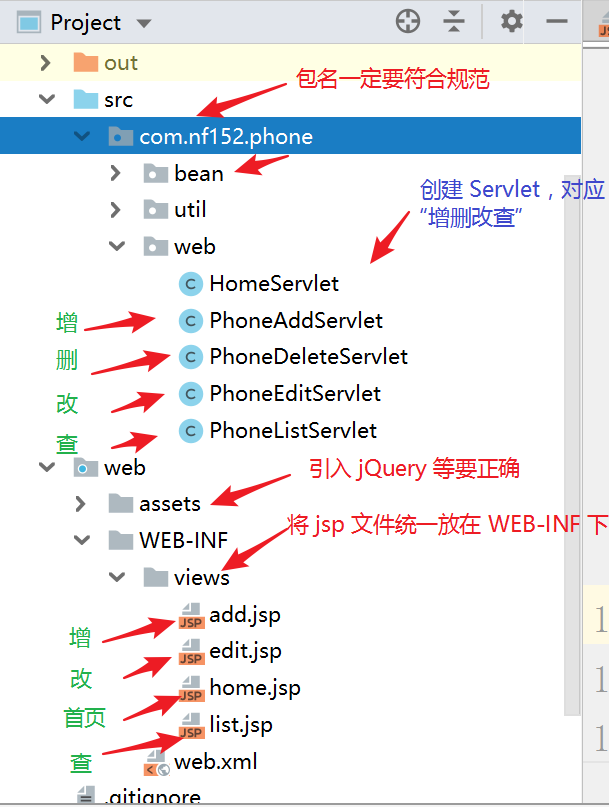 Project
out
包名一定要符合规范
src
com.nf152.phone
bean
创建 Servlet，对应
“增删改查”
util
web
C HomeServlet
增 C PhoneAddServlet
删 C PhoneDeleteServlet
改 C PhoneEditServlet
查 C PhoneListServlet
web
引入 jQuery 等要正确
assets
将 jsp 文件统一放在 WEB-INF 下
WEB-INF
views
增 JSP add.jsp
改 JSP edit.jsp
首页 JSP home.jsp
查 JSP list.jsp
web.xml
.gitignore
1
1
1